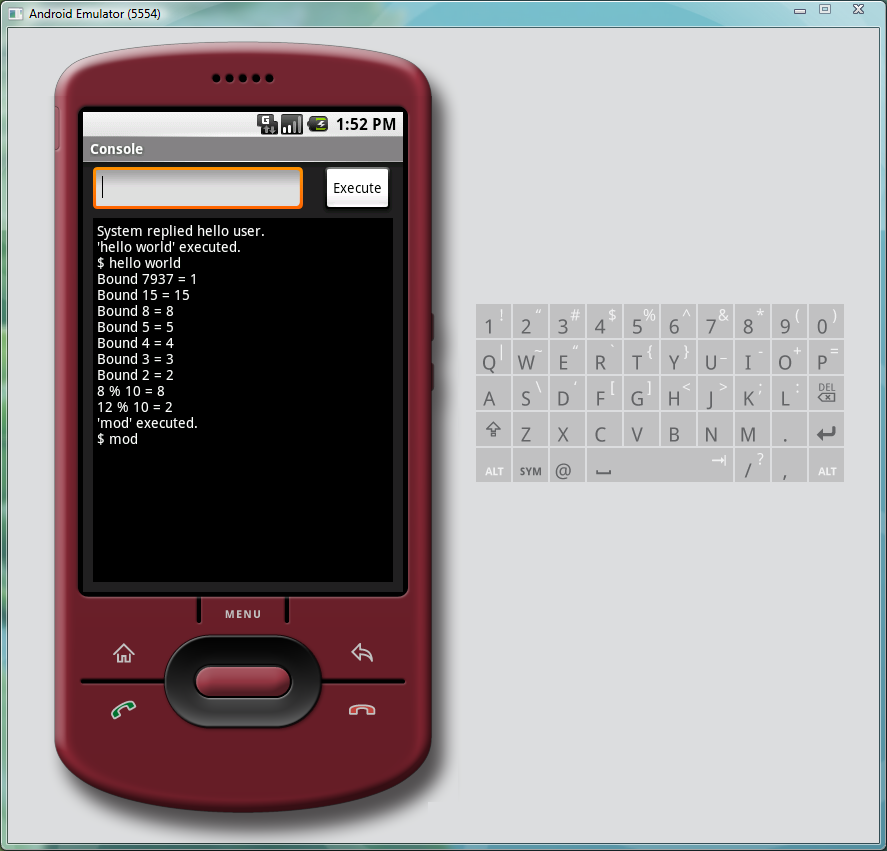 Android Emulator (5554)
1:52 PM
Console
Execute
System replied hello user.
'hello world' executed.
$ hello world
Bound 7937 = 1
Bound 15 = 15
Bound 8 = 8
Bound 5 = 5
Bound 4 = 4
Bound 3 = 3
Bound 2 = 2
8 % 10 = 8
12 % 10 = 2
'mod' executed.
$ mod
MENU
1 ! 2 “ 3 # 4 $ 5 % 6 ^ 7 & 8 * 9 ( 0 )
Q | W ~ E “ R ` T { Y } U _ I - O + P =
A S \ D ‘ F [ G ] H < J > K ; L : DEL
Z X C V B N M .
ALT SYM @ / ? , ALT